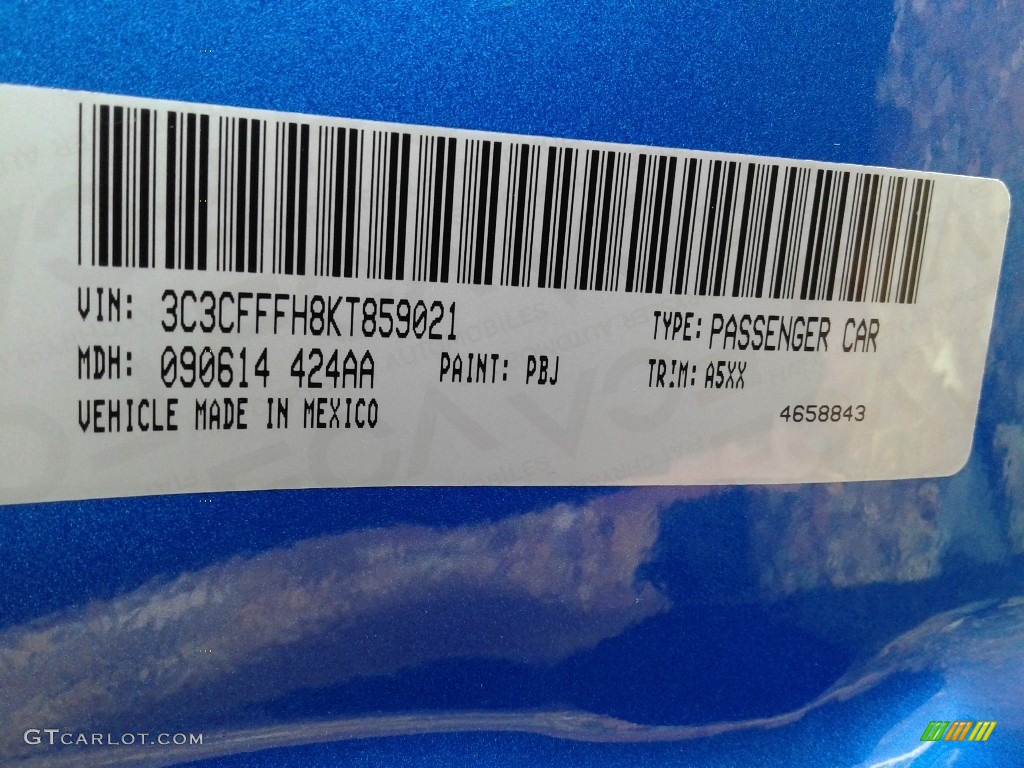 VIN: 3C3CFFFH8KT859021 TYPE: PASSENGER CAR
MDH: 090614 424AA PAINT: PBJ TRIM: A5XX
VEHICLE MADE IN MEXICO 4658843
GTCARLOT.COM